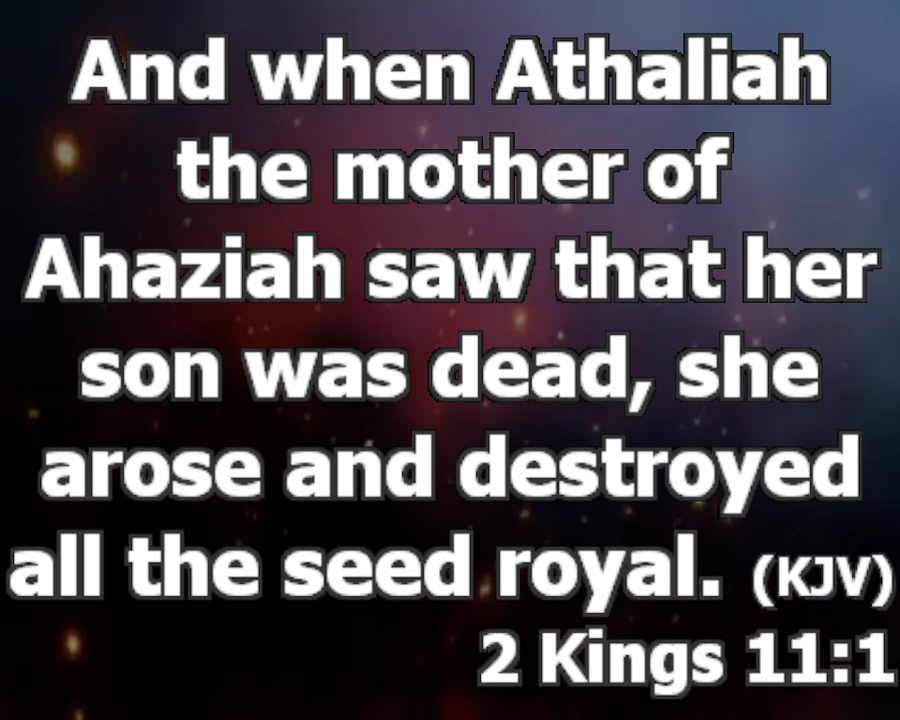 And when Athaliah
the mother of
Ahaziah saw that her
son was dead, she
arose and destroyed
all the seed royal. (KJV)
2 Kings 11:1